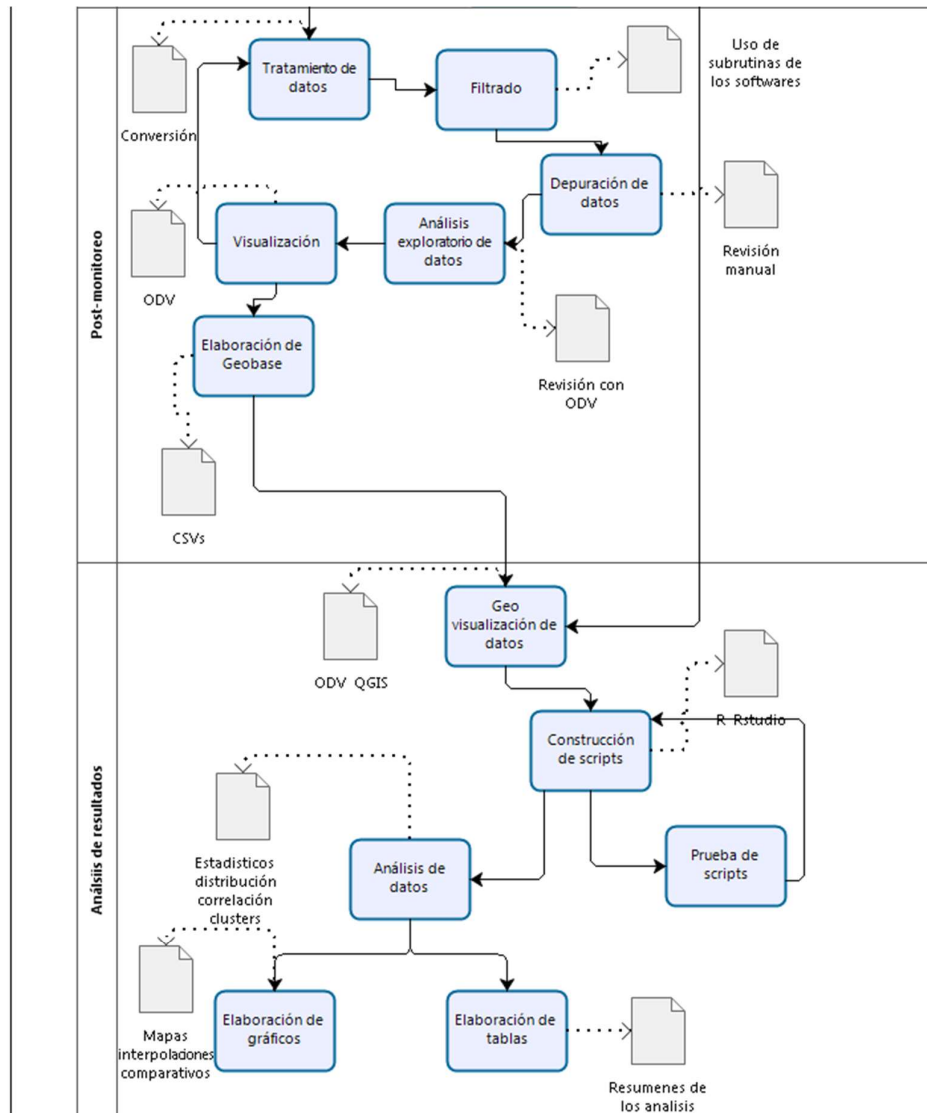 Post-monitoreo
Conversión
Tratamiento de
datos
Filtrado
Uso de
subrutinas de
los softwares
ODV
Visualización
Análisis
exploratorio de
datos
Depuración de
datos
Revisión
manual
Elaboración de
Geobase
Revisión con
ODV
CSVs
Análsiis de resultados
ODV QGIS
Geo
visualización de
datos
R Rstudio
Construcción
de scripts
Prueba de
scripts
Estadisticos
distribución
correlación
clusters
Análisis de
datos
Mapas
interpolaciones
comparativos
Elaboración de
gráficos
Elaboración de
tablas
Resumenes de
los analisis